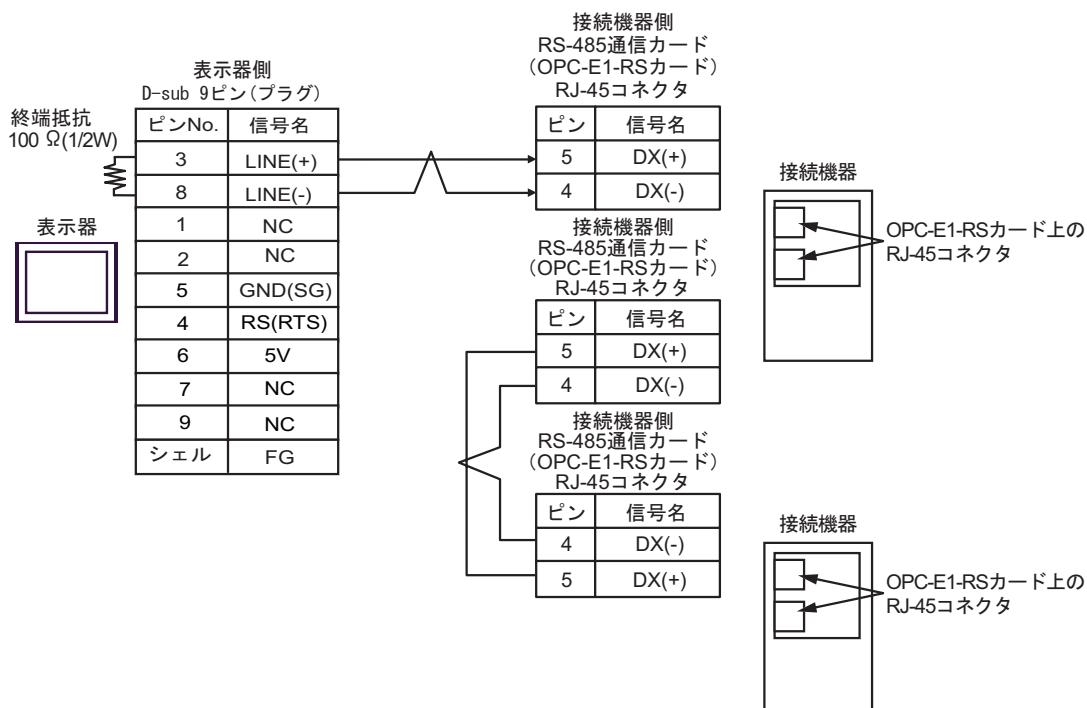 終端抵抗
100 Ω(1/2W)
表示器
表示器側
D-sub 9ピン(プラグ)
ピンNo. 信号名
3 LINE(+)
8 LINE(-)
1 NC
2 NC
5 GND(SG)
4 RS(RTS)
6 5V
7 NC
9 NC
シェル FG
接続機器側
RS-485通信カード
(OPC-E1-RSカード)
RJ-45コネクタ
ピン 信号名
5 DX(+)
4 DX(-)
接続機器側
RS-485通信カード
(OPC-E1-RSカード)
RJ-45コネクタ
ピン 信号名
5 DX(+)
4 DX(-)
接続機器側
RS-485通信カード
(OPC-E1-RSカード)
RJ-45コネクタ
ピン 信号名
4 DX(-)
5 DX(+)
接続機器
OPC-E1-RSカード上の
RJ-45コネクタ
接続機器
OPC-E1-RSカード上の
RJ-45コネクタ